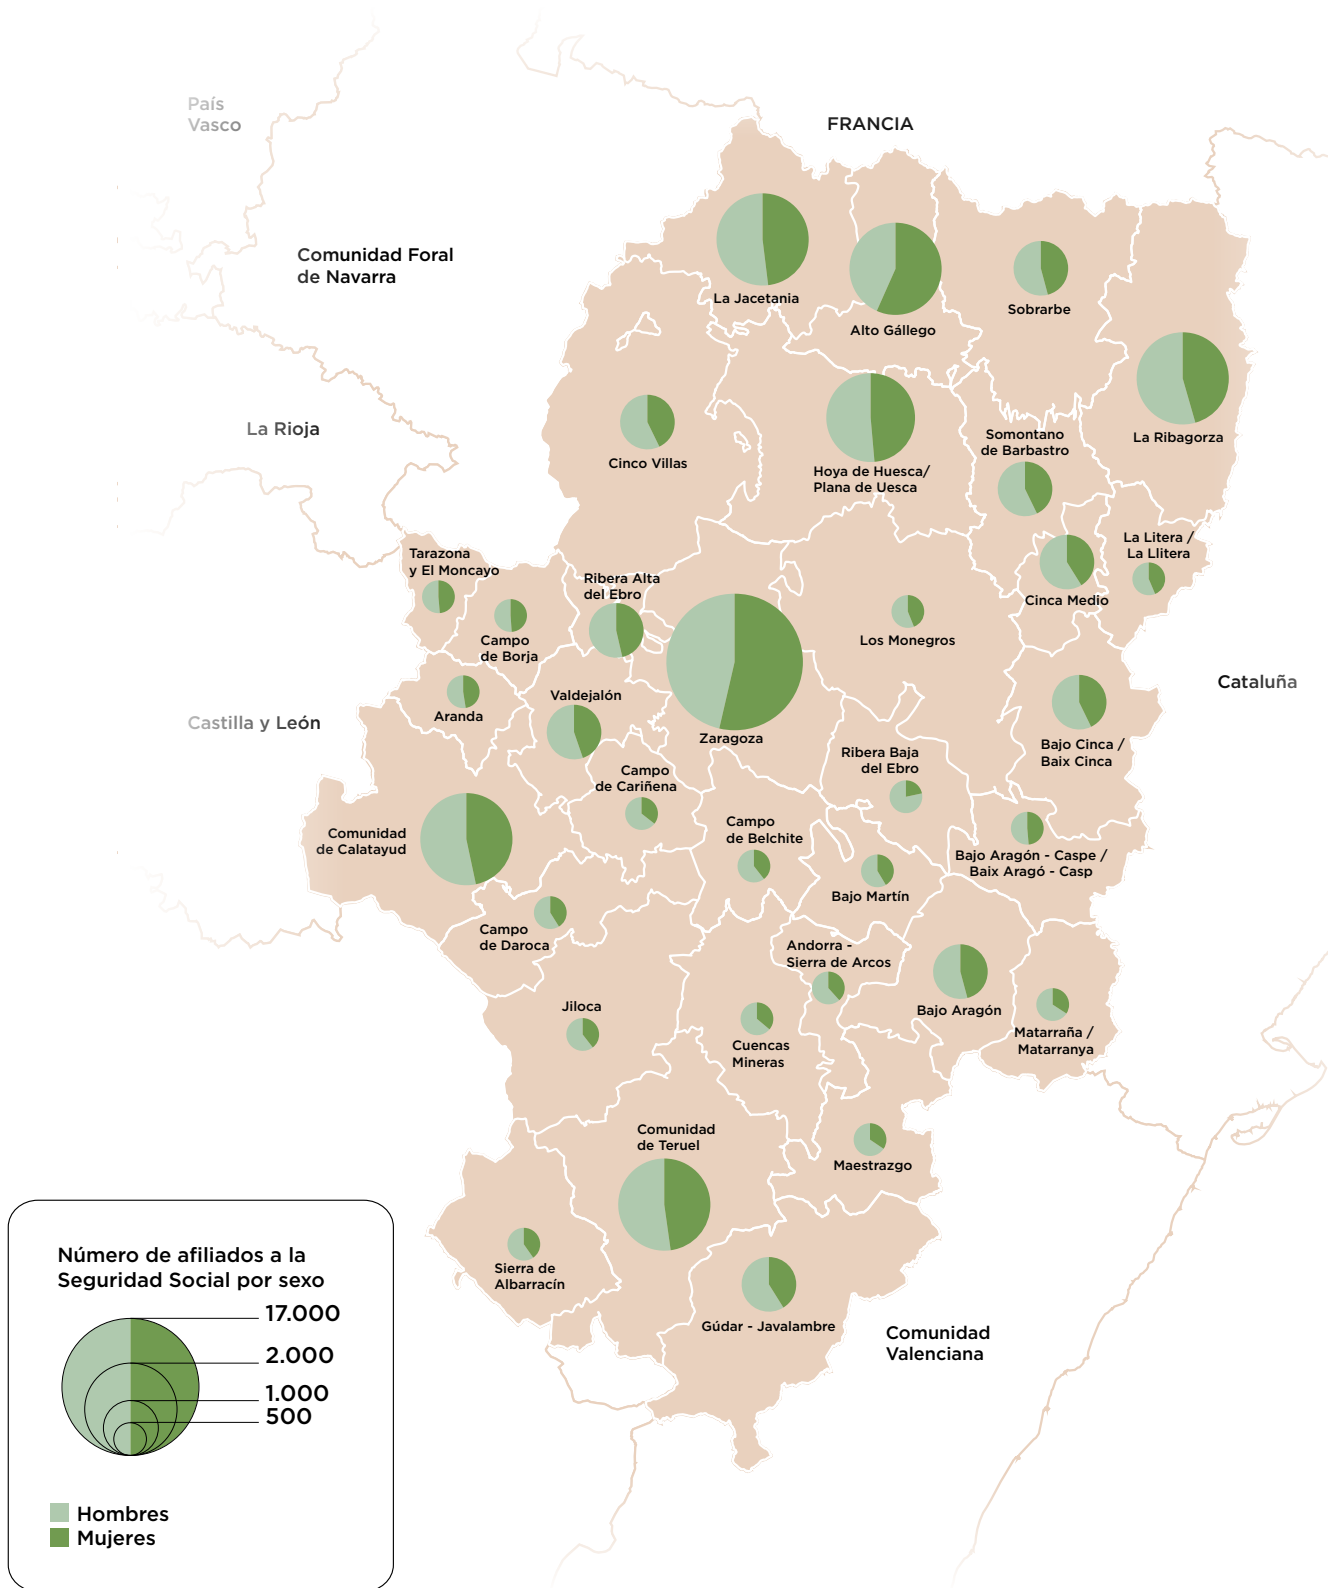 País
Vasco
FRANCIA
Comunidad Foral
de Navarra
La Jacetania
Alto Gállego
Sobrarbe
La Rioja
Cinco Villas
Hoya de Huesca/
Plana de Uesca
Somontano
de Barbastro
La Ribagorza
Tarazona
y El Moncayo
Ribera Alta
del Ebro
La Litera /
La Llitera
Cinca Medio
Campo
de Borja
Los Monegros
Cataluña
Castilla y León
Aranda
Valdejalón
Zaragoza
Ribera Baja
del Ebro
Bajo Cinca /
Baix Cinca
Campo
de Cariñena
Comunidad
de Calatayud
Campo
de Belchite
Bajo Martín
Bajo Aragón - Caspe /
Baix Aragó - Casp
Campo
de Daroca
Andorra -
Sierra de Arcos
Jiloca
Cuencas
Mineras
Bajo Aragón
Matarraña /
Matarranya
Comunidad
de Teruel
Maestrazgo
Sierra de
Albarracín
Gúdar - Javalambre
Comunidad
Valenciana
Número de afiliados a la
Seguridad Social por sexo
17.000
2.000
1.000
500
Hombres
Mujeres